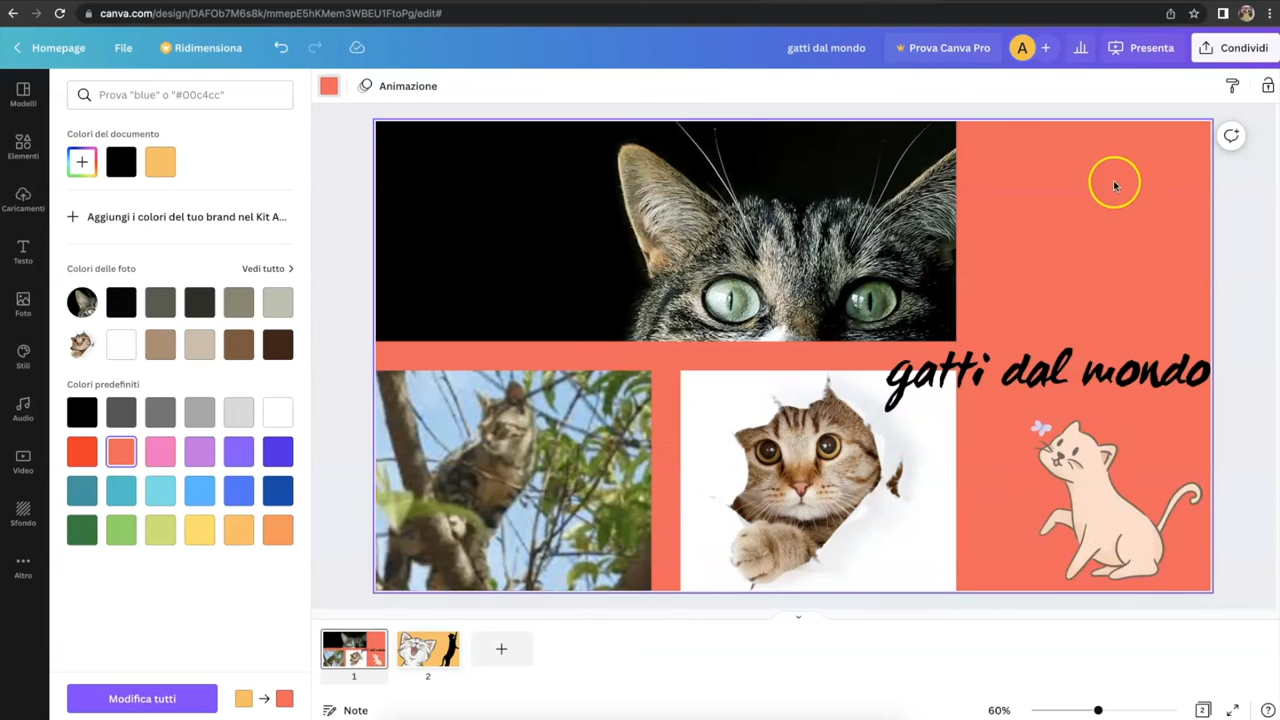 canva.com/design/DAFOb7M6s8k/mmepE5hKMem3WBEU1FtoPg/edit#
Homepage
File
Ridimensiona
gatti dal mondo
Prova Canva Pro
A
Presenta
Condividi
Modelli
Elementi
Caricamenti
Testo
Foto
Stili
Audio
Video
Sfondo
Altro
Prova "blue" o "#00c4cc"
Colori del documento
Aggiungi i colori del tuo brand nel Kit A...
Colori delle foto
Vedi tutto
Colori predefiniti
Modifica tutti
Animazione
gatti dal mondo
1
2
Note
60%
2
?